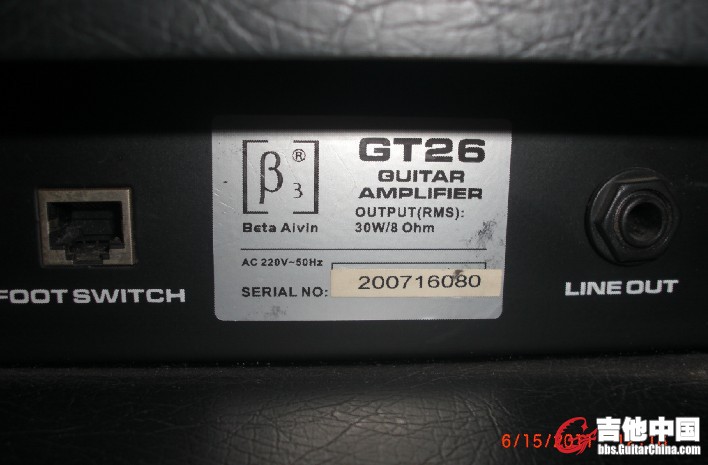 β3®
Beta Aivin
GT26
GUITAR
AMPLIFIER
OUTPUT(RMS):
30W/8 Ohm
AC 220V~50Hz
SERIAL NO: 200716080
FOOT SWITCH
LINE OUT
吉他中国
bbs.GuitarChina.com